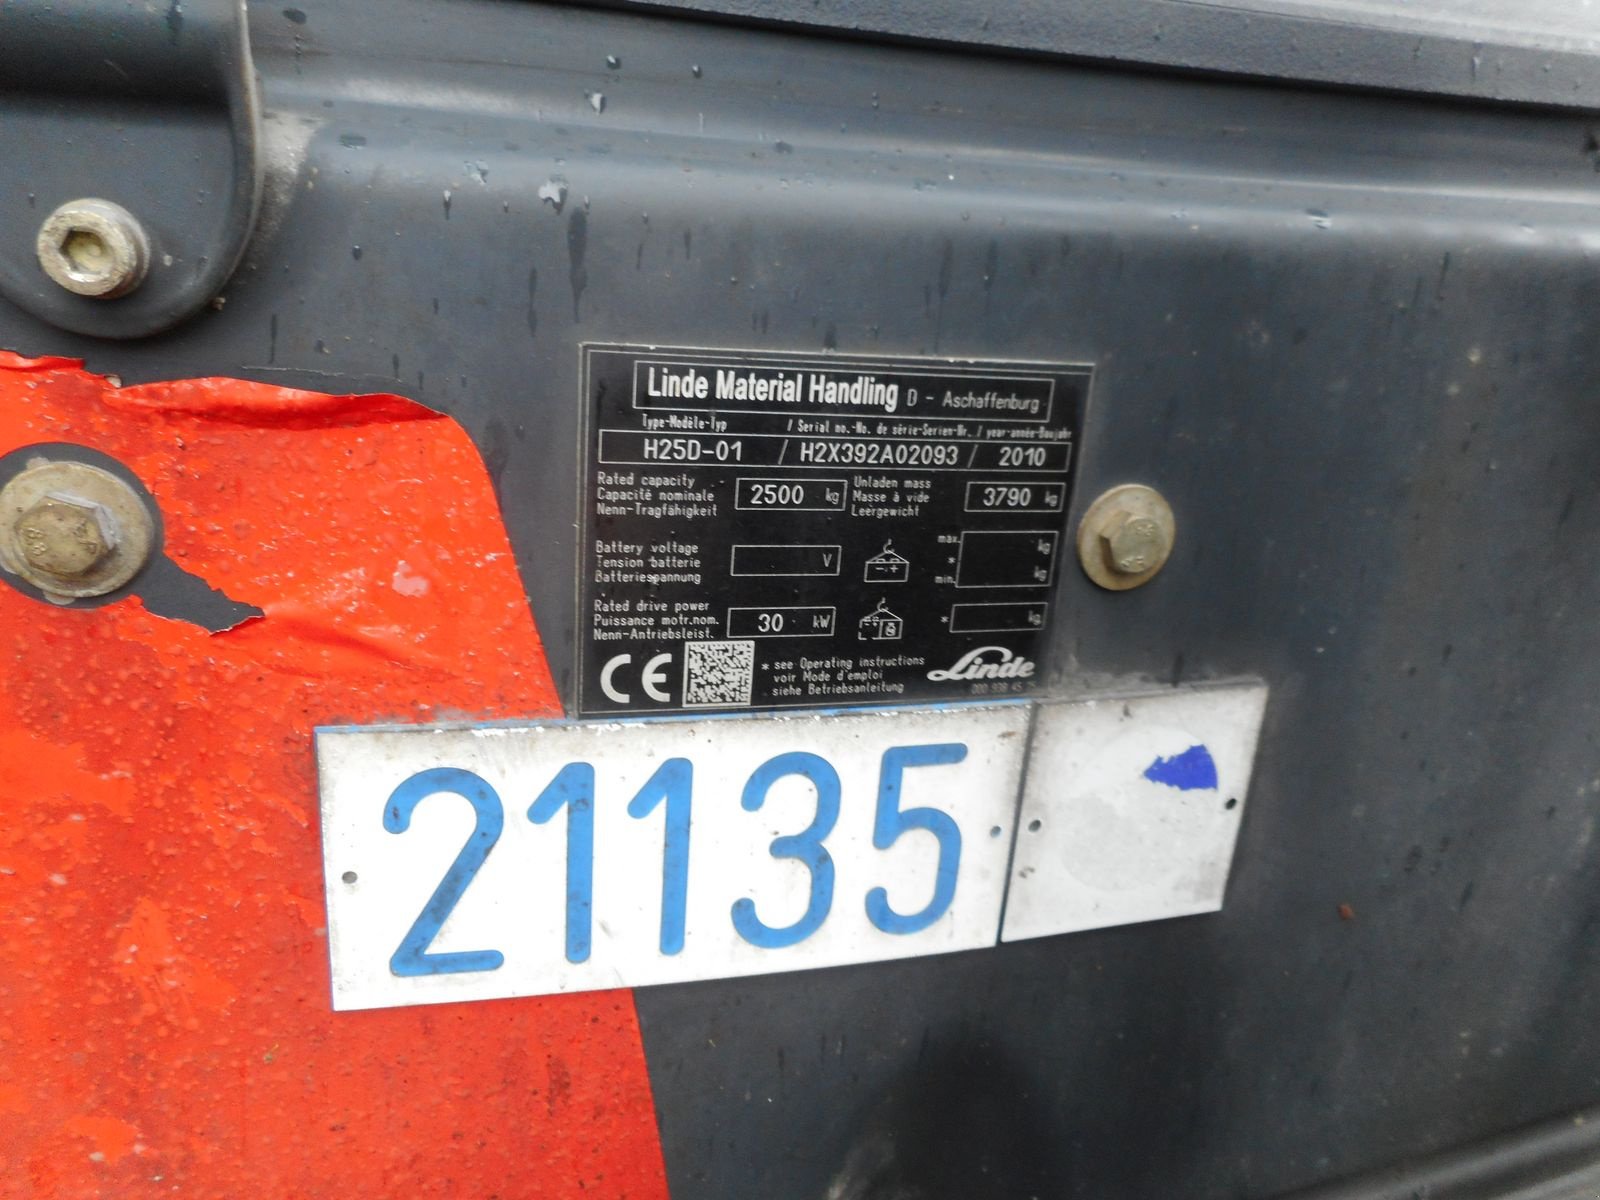 Linde Material Handling D - Aschaffenburg
Type-Modèle-Typ / Serial no.-No. de série-Serien-Nr. / year-année-Baujahr
H25D-01 / H2X392A02093 / 2010
Rated capacity
Capacité nominale
Nenn-Tragfähigkeit
2500 kg
Unladen mass
Masse à vide
Leergewicht
3790 kg
Battery voltage
Tension batterie
Batteriespannung
V
max. kg
*
min. kg
Rated drive power
Puissance motr.nom.
Nenn-Antriebsleist.
30 kW
* kg
CE
* see Operating instructions
voir Mode d'emploi
siehe Betriebsanleitung
Linde
21135
8.8